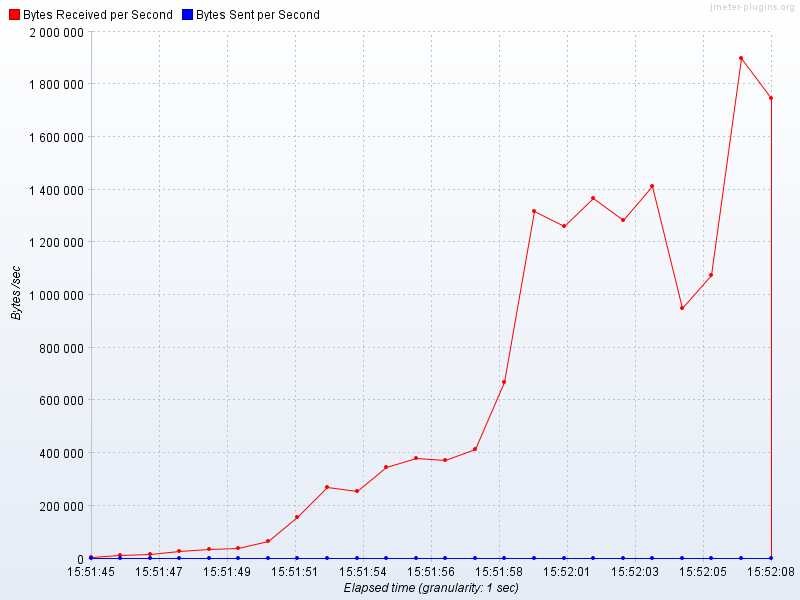 jmeter-plugins.org
Bytes Received per Second Bytes Sent per Second
2 000 000
1 800 000
1 600 000
1 400 000
1 200 000
1 000 000
800 000
600 000
400 000
200 000
0
Bytes /sec
15:51:45 15:51:47 15:51:49 15:51:51 15:51:54 15:51:56 15:51:58 15:52:01 15:52:03 15:52:05 15:52:08
Elapsed time (granularity: 1 sec)